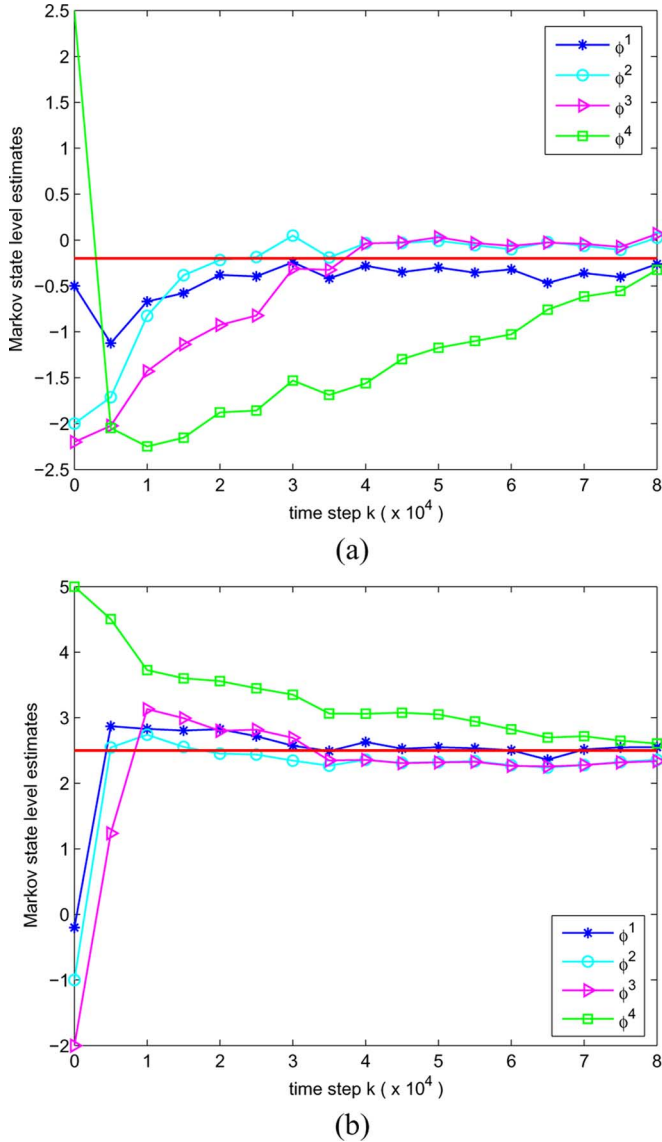 2.5
2
1.5
1
0.5
0
−0.5
−1
−1.5
−2
−2.5
Markov state level estimates
ϕ¹
ϕ²
ϕ³
ϕ⁴
0 1 2 3 4 5 6 7 8
time step k ( x 10⁴ )
(a)
5
4
3
2
1
0
−1
−2
Markov state level estimates
ϕ¹
ϕ²
ϕ³
ϕ⁴
0 1 2 3 4 5 6 7 8
time step k ( x 10⁴ )
(b)